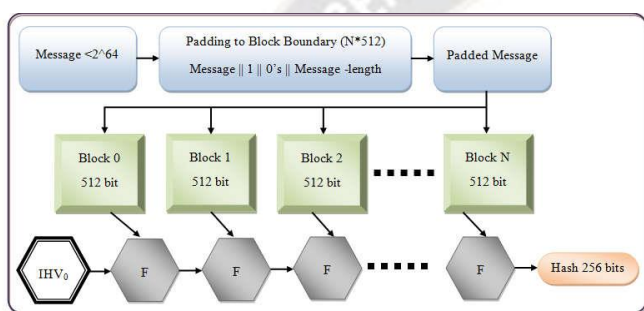 Message <2^64
Padding to Block Boundary (N*512)
Message || 1 || 0's || Message -length
Padded Message
Block 0
512 bit
Block 1
512 bit
Block 2
512 bit
Block N
512 bit
IHV₀
F
F
F
F
Hash 256 bits